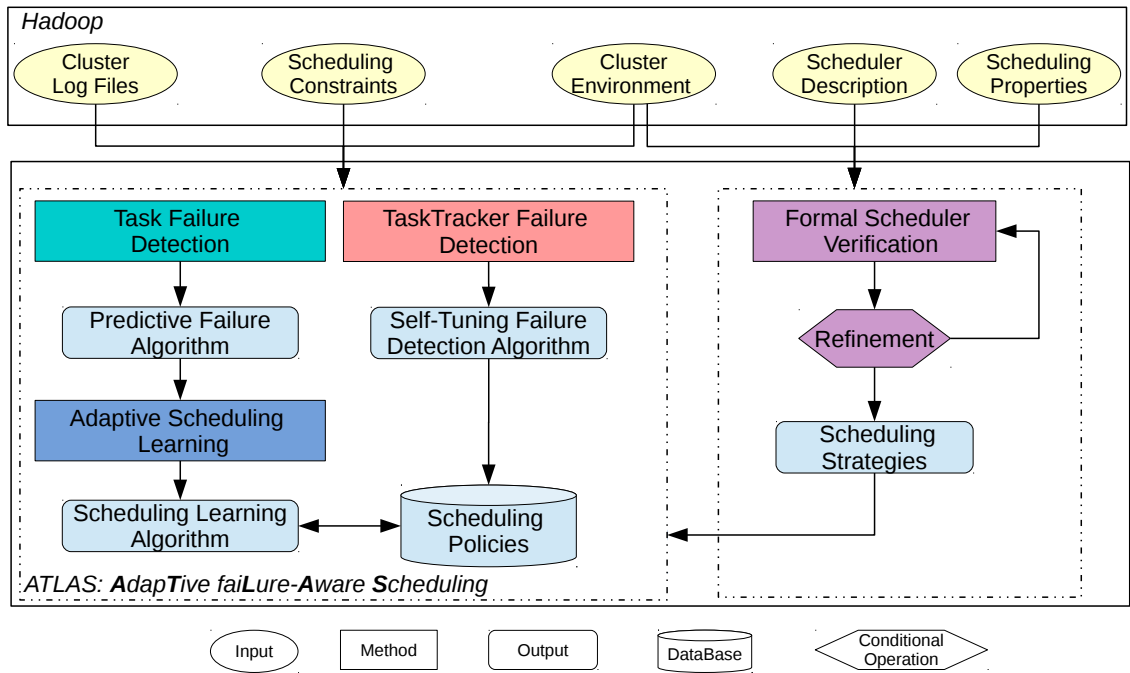 Hadoop
Cluster
Log Files
Scheduling
Constraints
Cluster
Environment
Scheduler
Description
Scheduling
Properties
Task Failure
Detection
TaskTracker Failure
Detection
Formal Scheduler
Verification
Predictive Failure
Algorithm
Self-Tuning Failure
Detection Algorithm
Refinement
Adaptive Scheduling
Learning
Scheduling
Strategies
Scheduling Learning
Algorithm
Scheduling
Policies
ATLAS: AdapTive faiLure-Aware Scheduling
Input
Method
Output
DataBase
Conditional
Operation